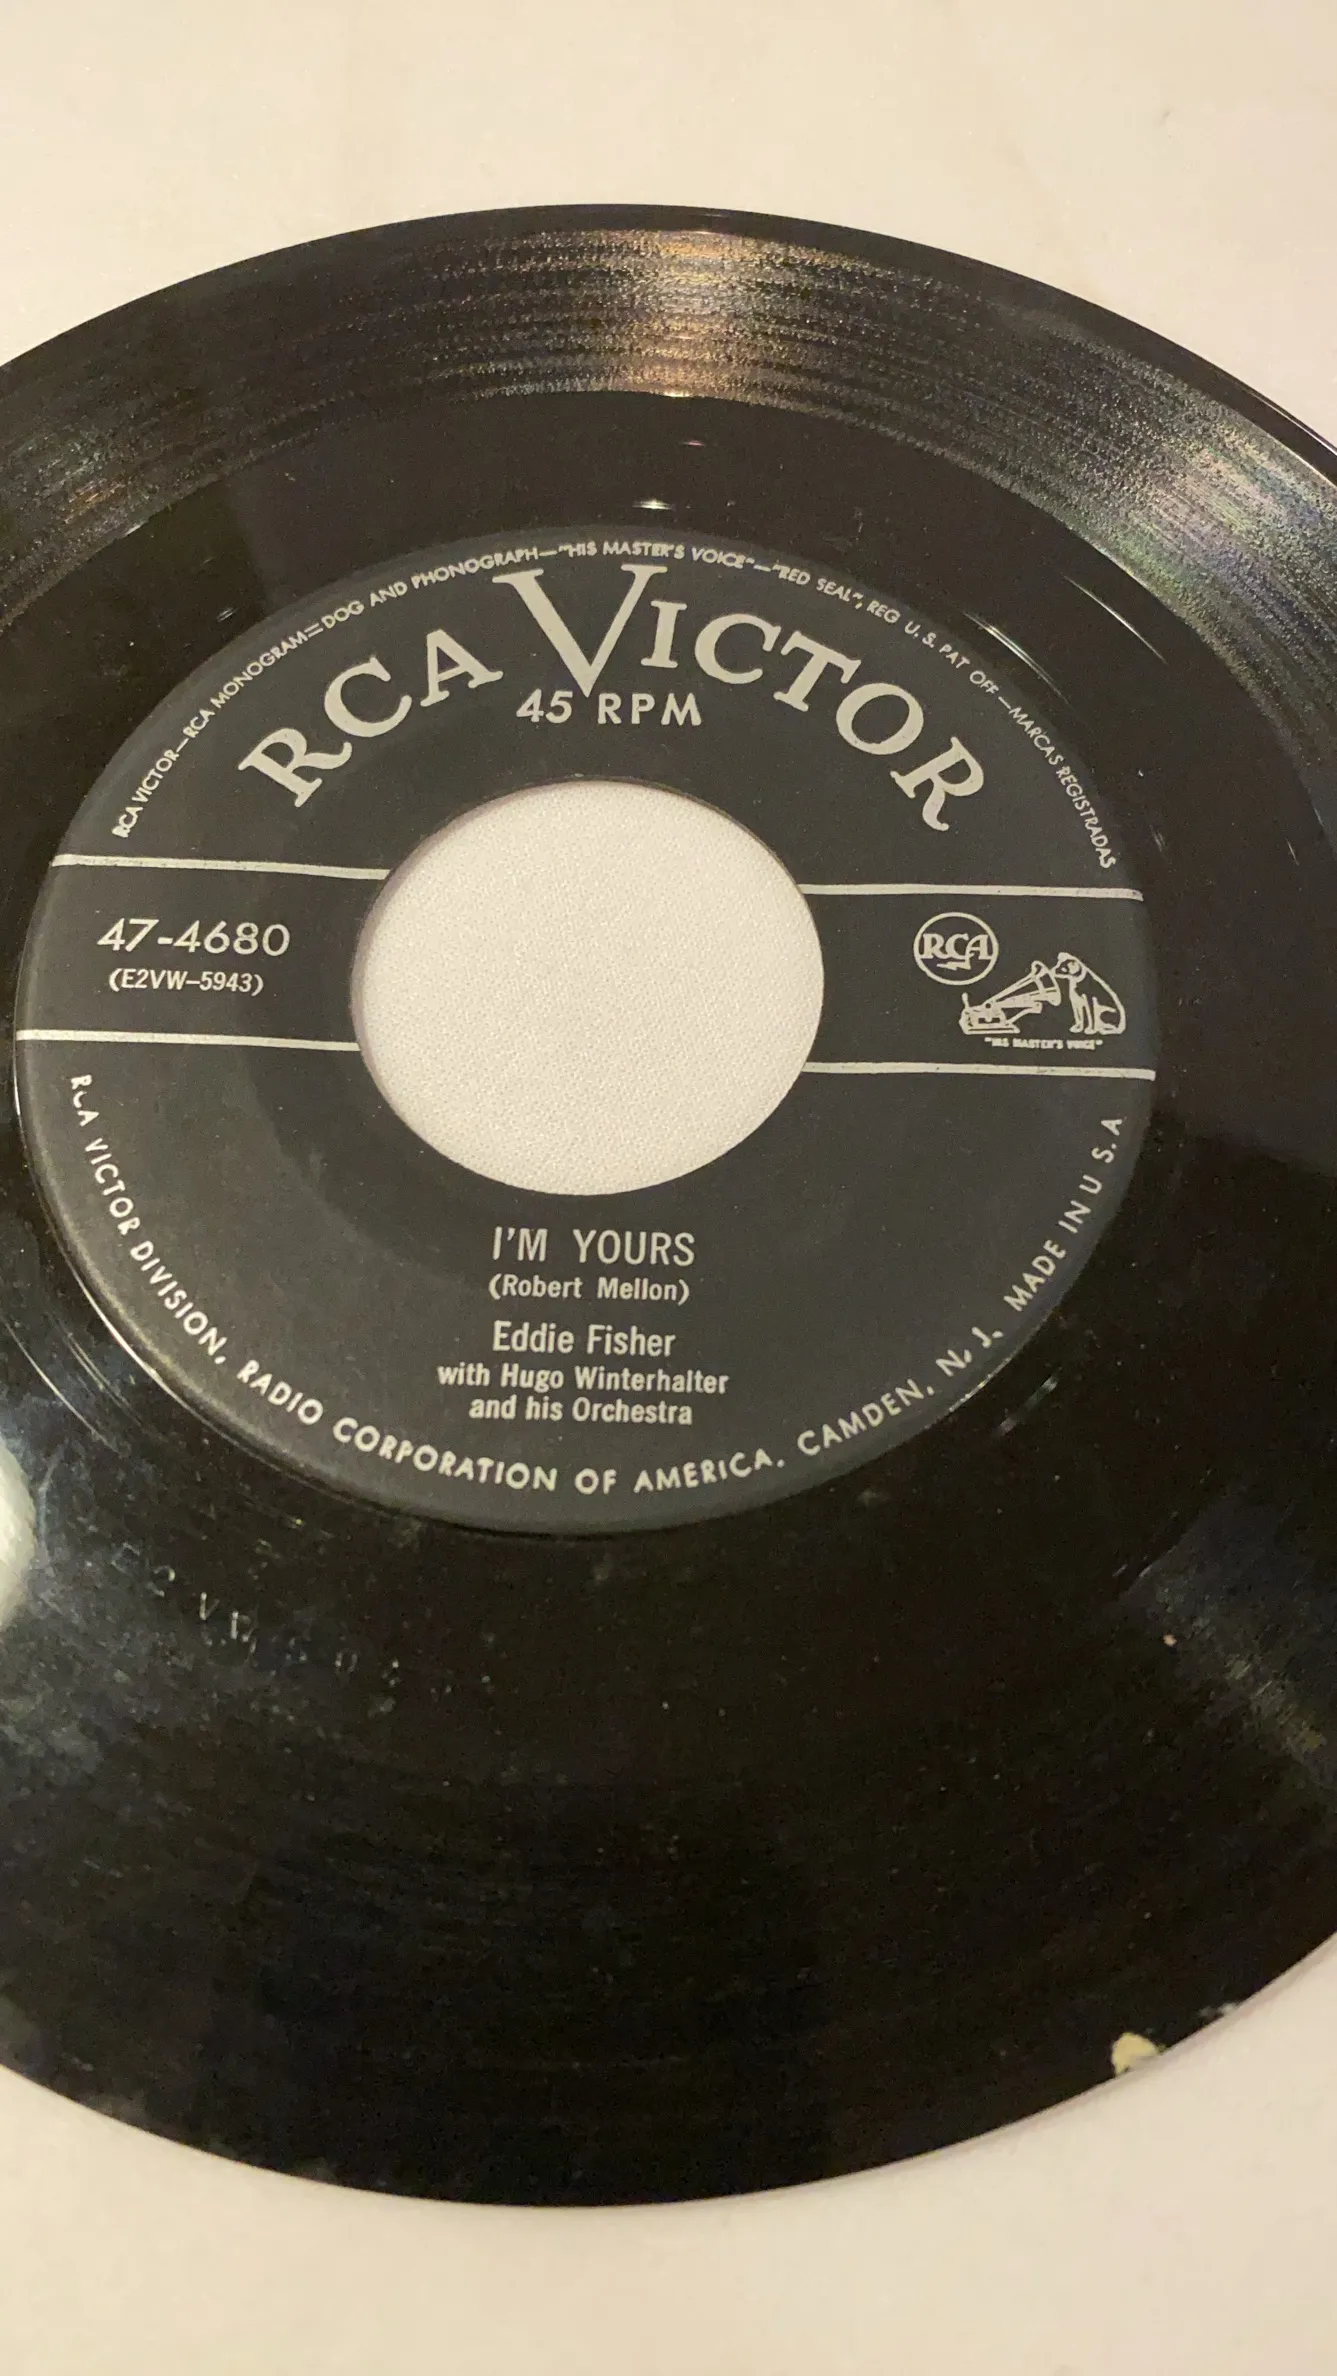 RCA VICTOR—RCA MONOGRAM—DOG AND PHONOGRAPH—"HIS MASTER'S VOICE"—"RED SEAL", REG U. S. PAT OFF—MARCAS REGISTRADAS
RCA VICTOR
45 RPM
47-4680
(E2VW–5943)
RCA
"HIS MASTER'S VOICE"
I'M YOURS
(Robert Mellon)
Eddie Fisher
with Hugo Winterhalter
and his Orchestra
RCA VICTOR DIVISION, RADIO CORPORATION OF AMERICA, CAMDEN, N. J. MADE IN U S. A